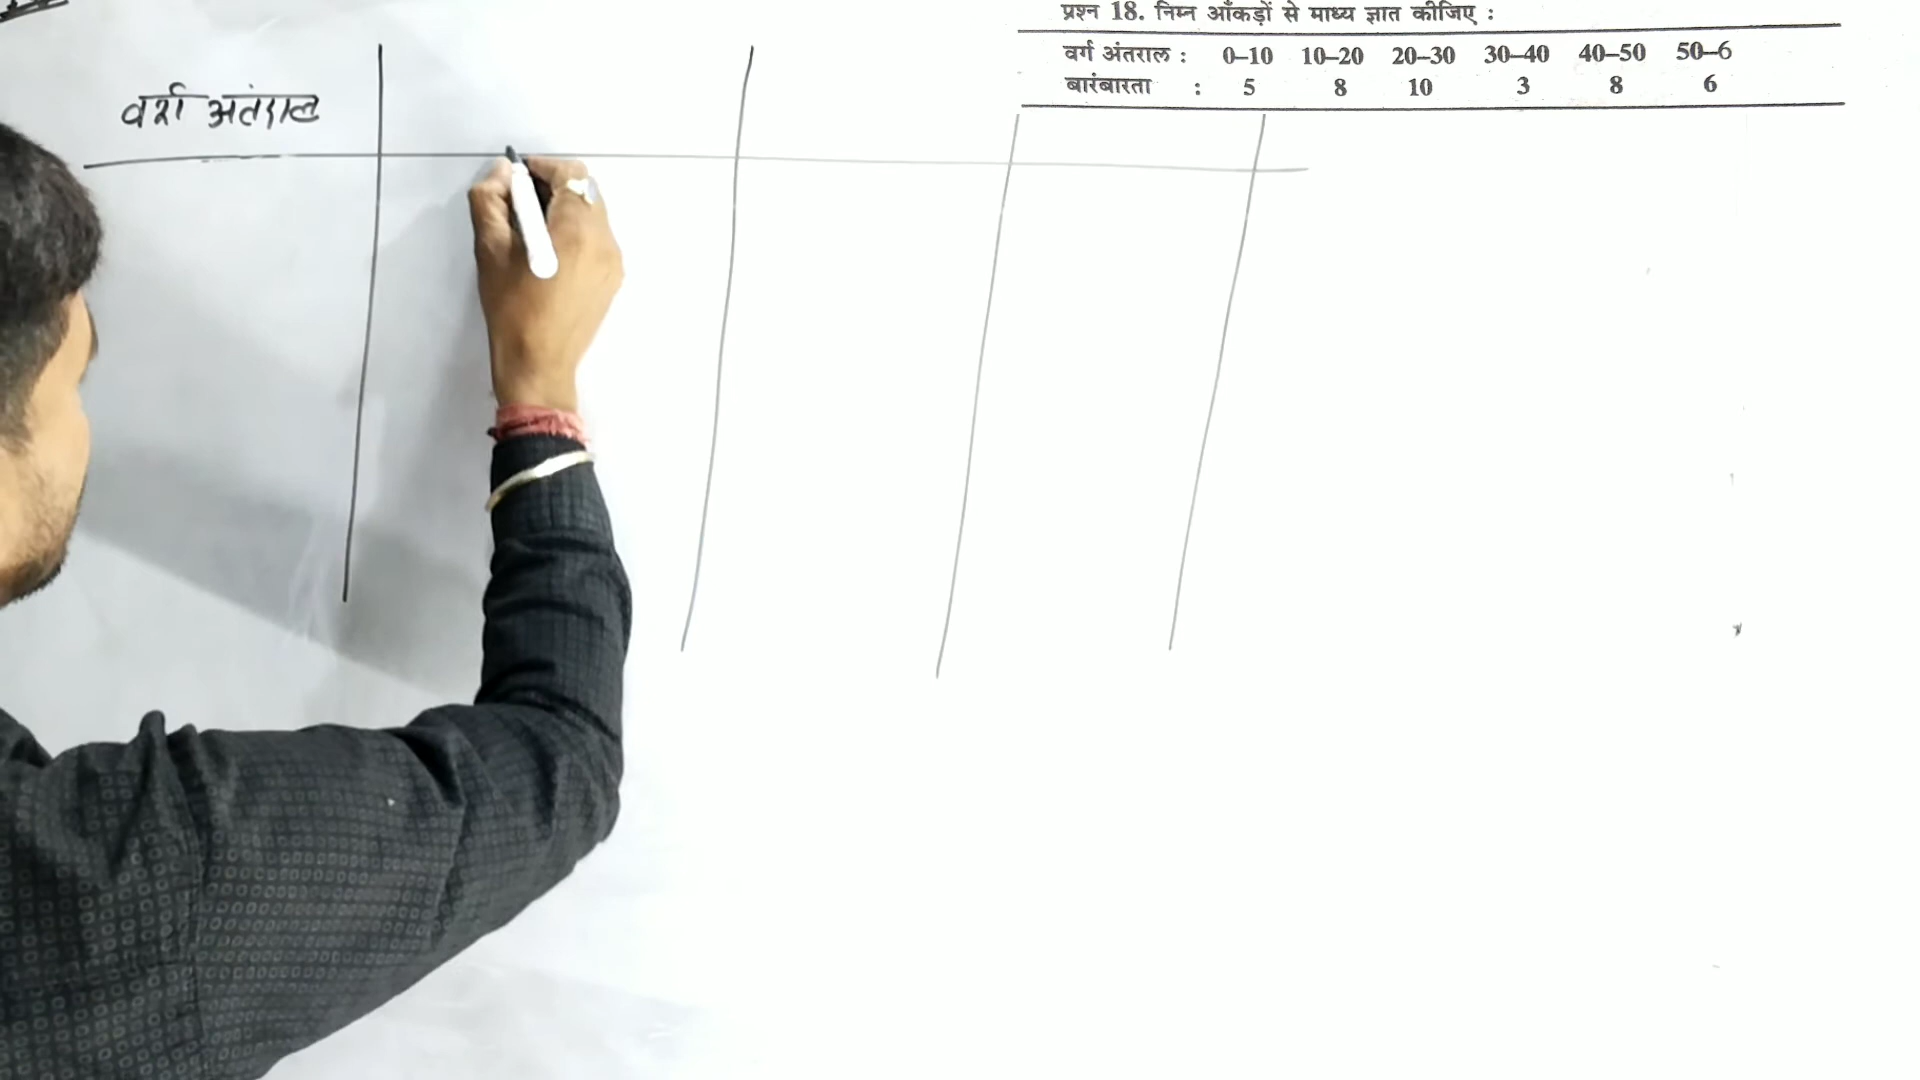 प्रश्न 18. निम्न आँकड़ों से माध्य ज्ञात कीजिए :
वर्ग अंतराल : 0–10 10–20 20–30 30–40 40–50 50–6
बारंबारता : 5 8 10 3 8 6
वर्ग अतंराल